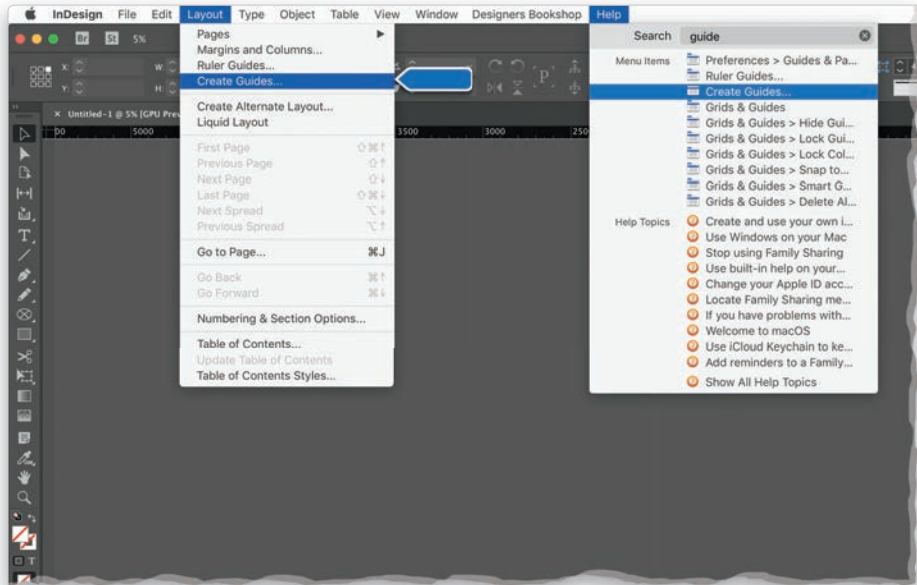 InDesign File Edit Layout Type Object Table View Window Designers Bookshop Help
Br St 5%
Pages
Margins and Columns...
Ruler Guides...
Create Guides...
Create Alternate Layout...
Liquid Layout
First Page ⇧⌘↑
Previous Page ⇧↑
Next Page ⇧↓
Last Page ⇧⌘↓
Next Spread ⌥↓
Previous Spread ⌥↑
Go to Page... ⌘J
Go Back ⌘↑
Go Forward ⌘↓
Numbering & Section Options...
Table of Contents...
Update Table of Contents
Table of Contents Styles...
Search guide
Menu Items
Preferences > Guides & Pa...
Ruler Guides...
Create Guides...
Grids & Guides
Grids & Guides > Hide Gui...
Grids & Guides > Lock Gui...
Grids & Guides > Lock Col...
Grids & Guides > Snap to...
Grids & Guides > Smart G...
Grids & Guides > Delete Al...
Help Topics
Create and use your own i...
Use Windows on your Mac
Stop using Family Sharing
Use built-in help on your...
Change your Apple ID acc...
Locate Family Sharing me...
If you have problems with...
Welcome to macOS
Use iCloud Keychain to ke...
Add reminders to a Family...
Show All Help Topics
X: W:
Y: H:
P
× Untitled-1 @ 5% [GPU Prev
00 5000 3500 3000 250